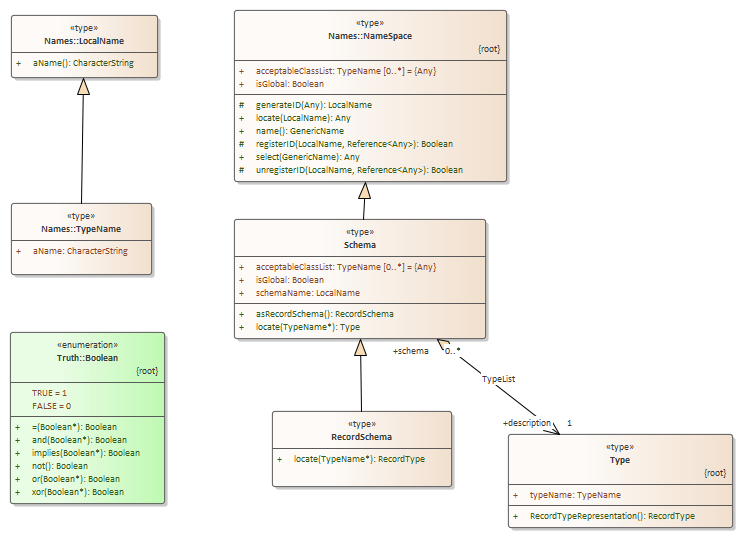 «type»
Names::LocalName
+ aName(): CharacterString
«type»
Names::NameSpace
{root}
+ acceptableClassList: TypeName [0..*] = {Any}
+ isGlobal: Boolean
# generateID(Any): LocalName
+ locate(LocalName): Any
+ name(): GenericName
# registerID(LocalName, Reference<Any>): Boolean
+ select(GenericName): Any
# unregisterID(LocalName, Reference<Any>): Boolean
«type»
Names::TypeName
+ aName: CharacterString
«type»
Schema
+ acceptableClassList: TypeName [0..*] = {Any}
+ isGlobal: Boolean
+ schemaName: LocalName
+ asRecordSchema(): RecordSchema
+ locate(TypeName*): Type
«enumeration»
Truth::Boolean
{root}
TRUE = 1
FALSE = 0
+ =(Boolean*): Boolean
+ and(Boolean*): Boolean
+ implies(Boolean*): Boolean
+ not(): Boolean
+ or(Boolean*): Boolean
+ xor(Boolean*): Boolean
+schema 0..*
TypeList
+description 1
«type»
RecordSchema
+ locate(TypeName*): RecordType
«type»
Type
{root}
+ typeName: TypeName
+ RecordTypeRepresentation(): RecordType